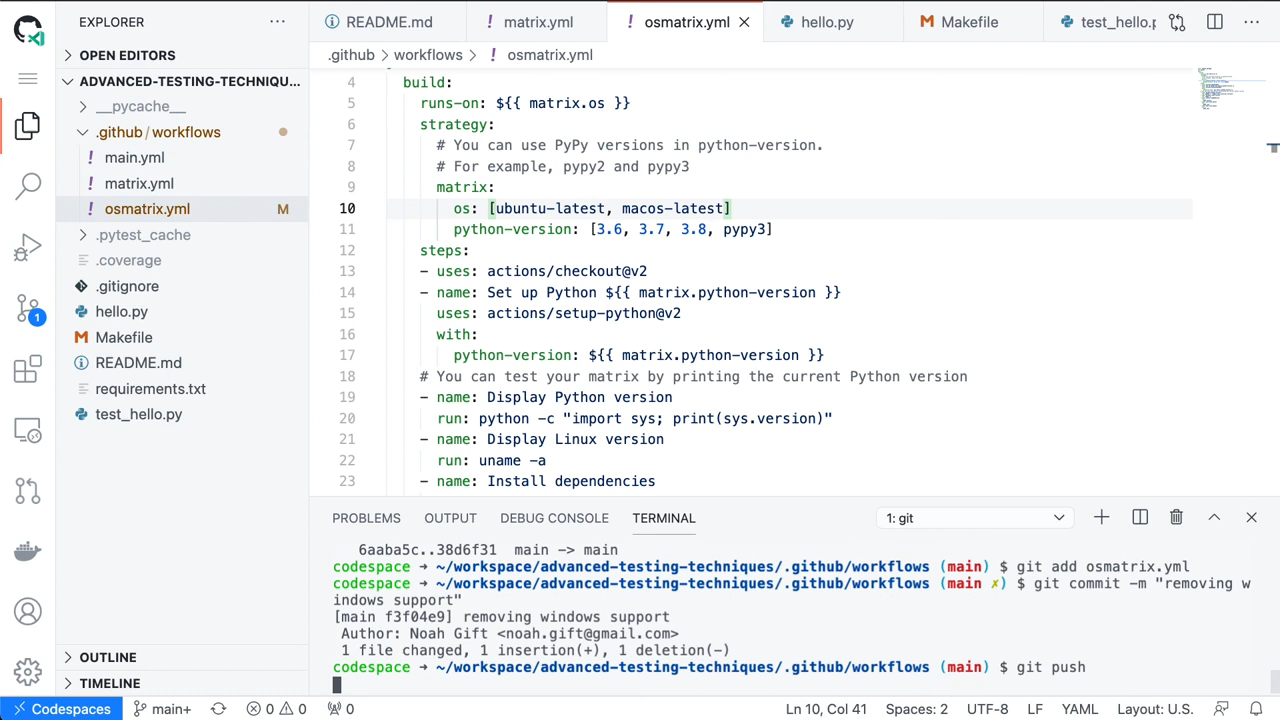 EXPLORER
README.md
matrix.yml
osmatrix.yml
hello.py
Makefile
test_hello.p
OPEN EDITORS
.github > workflows > ! osmatrix.yml
ADVANCED-TESTING-TECHNIQU...
__pycache__
.github/workflows
main.yml
matrix.yml
osmatrix.yml M
.pytest_cache
.coverage
.gitignore
hello.py
Makefile
README.md
requirements.txt
test_hello.py
OUTLINE
TIMELINE
1
4 build:
5 runs-on: ${{ matrix.os }}
6 strategy:
7 # You can use PyPy versions in python-version.
8 # For example, pypy2 and pypy3
9 matrix:
10 os: [ubuntu-latest, macos-latest]
11 python-version: [3.6, 3.7, 3.8, pypy3]
12 steps:
13 - uses: actions/checkout@v2
14 - name: Set up Python ${{ matrix.python-version }}
15 uses: actions/setup-python@v2
16 with:
17 python-version: ${{ matrix.python-version }}
18 # You can test your matrix by printing the current Python version
19 - name: Display Python version
20 run: python -c "import sys; print(sys.version)"
21 - name: Display Linux version
22 run: uname -a
23 - name: Install dependencies
PROBLEMS OUTPUT DEBUG CONSOLE TERMINAL 1: git
6aaba5c..38d6f31 main -> main
codespace → ~/workspace/advanced-testing-techniques/.github/workflows (main) $ git add osmatrix.yml
codespace → ~/workspace/advanced-testing-techniques/.github/workflows (main ✗) $ git commit -m "removing w
indows support"
[main f3f04e9] removing windows support
Author: Noah Gift <noah.gift@gmail.com>
1 file changed, 1 insertion(+), 1 deletion(-)
codespace → ~/workspace/advanced-testing-techniques/.github/workflows (main) $ git push
Codespaces main+ 0 0 0 Ln 10, Col 41 Spaces: 2 UTF-8 LF YAML Layout: U.S.